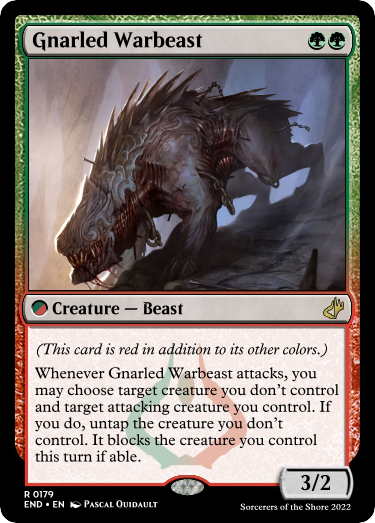 Gnarled Warbeast
Creature — Beast
(This card is red in addition to its other colors.)
Whenever Gnarled Warbeast attacks, you
may choose target creature you don't control
and target attacking creature you control. If
you do, untap the creature you don't
control. It blocks the creature you control
this turn if able.
3/2
R 0179
END • EN Pascal Quidault
Sorcerers of the Shore 2022